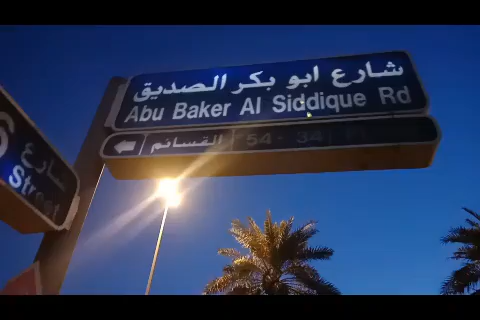 شارع ابو بكر الصديق
Abu Baker Al Siddique Rd
القسائم 54 - 34
شارع
Street